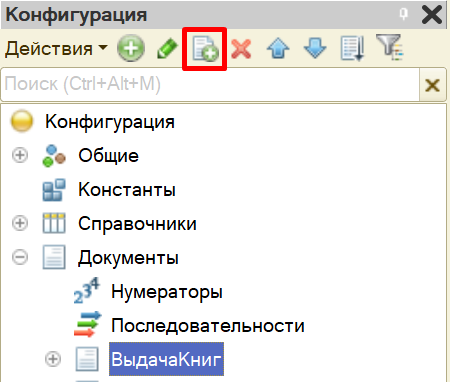 Конфигурация
Действия
Поиск (Ctrl+Alt+M)
Конфигурация
Общие
Константы
Справочники
Документы
Нумераторы
Последовательности
ВыдачаКниг